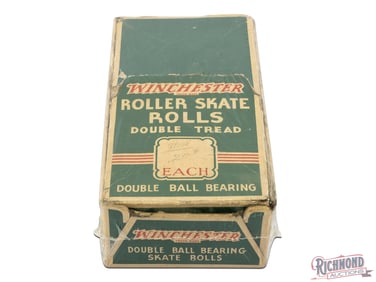 WINCHESTER
ROLLER SKATE
ROLLS
DOUBLE TREAD
EACH
DOUBLE BALL BEARING
WINCHESTER
DOUBLE BALL BEARING
SKATE ROLLS
RICHMOND
AUCTIONS